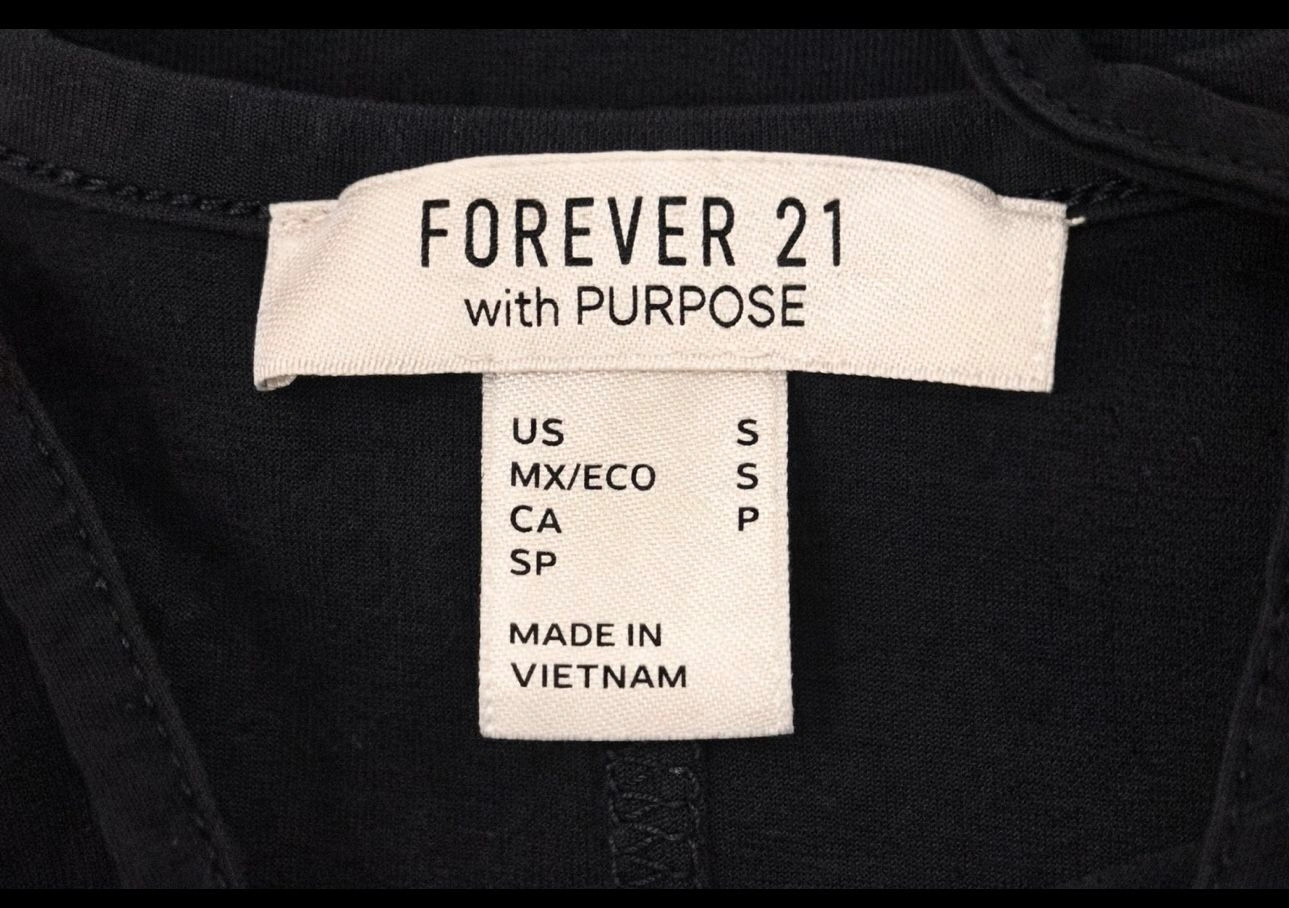 FOREVER 21
with PURPOSE
US S
MX/ECO S
CA P
SP
MADE IN
VIETNAM